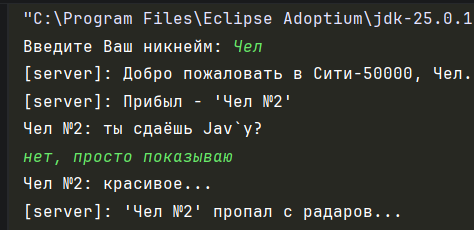 "C:\Program Files\Eclipse Adoptium\jdk-25.0.1
Введите Ваш никнейм: Чел
[server]: Добро пожаловать в Сити-50000, Чел.
[server]: Прибыл - 'Чел №2'
Чел №2: ты сдаёшь Jav`у?
нет, просто показываю
Чел №2: красивое...
[server]: 'Чел №2' пропал с радаров...